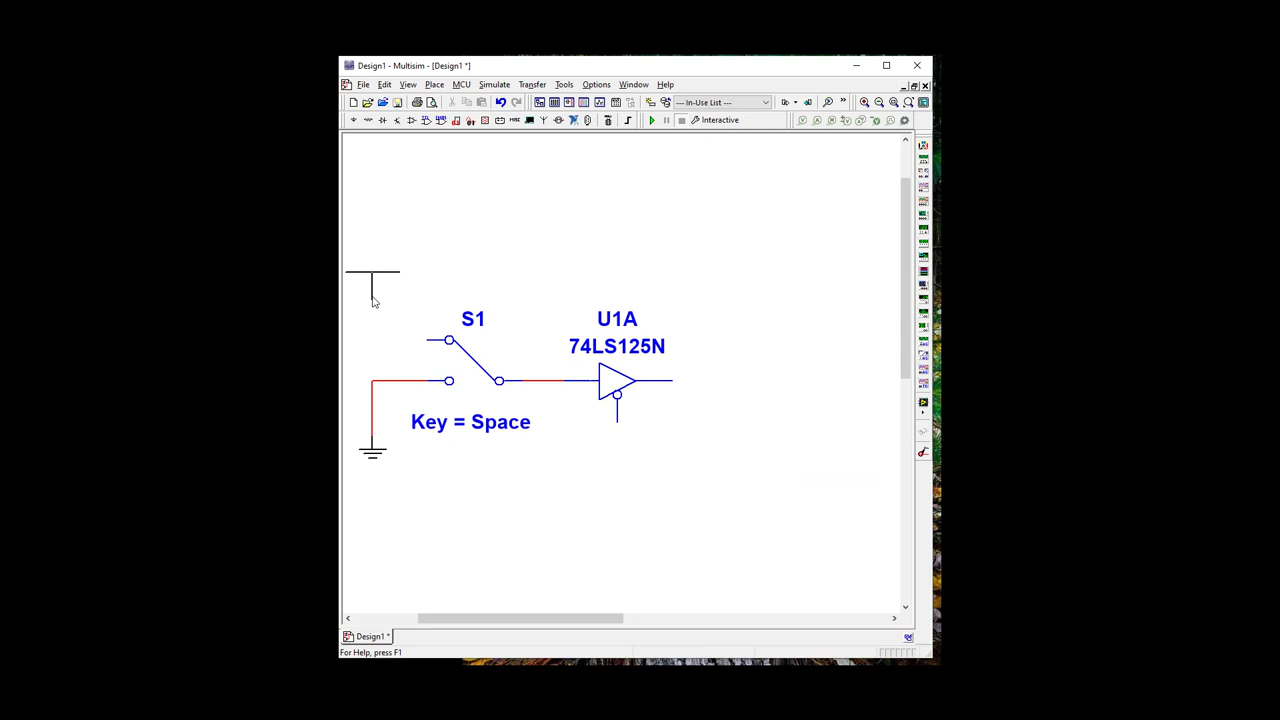 Design1 - Multisim - [Design1 *]
File Edit View Place MCU Simulate Transfer Tools Options Window Help
--- In-Use List ---
Interactive
S1
U1A
74LS125N
Key = Space
Design1 *
For Help, press F1